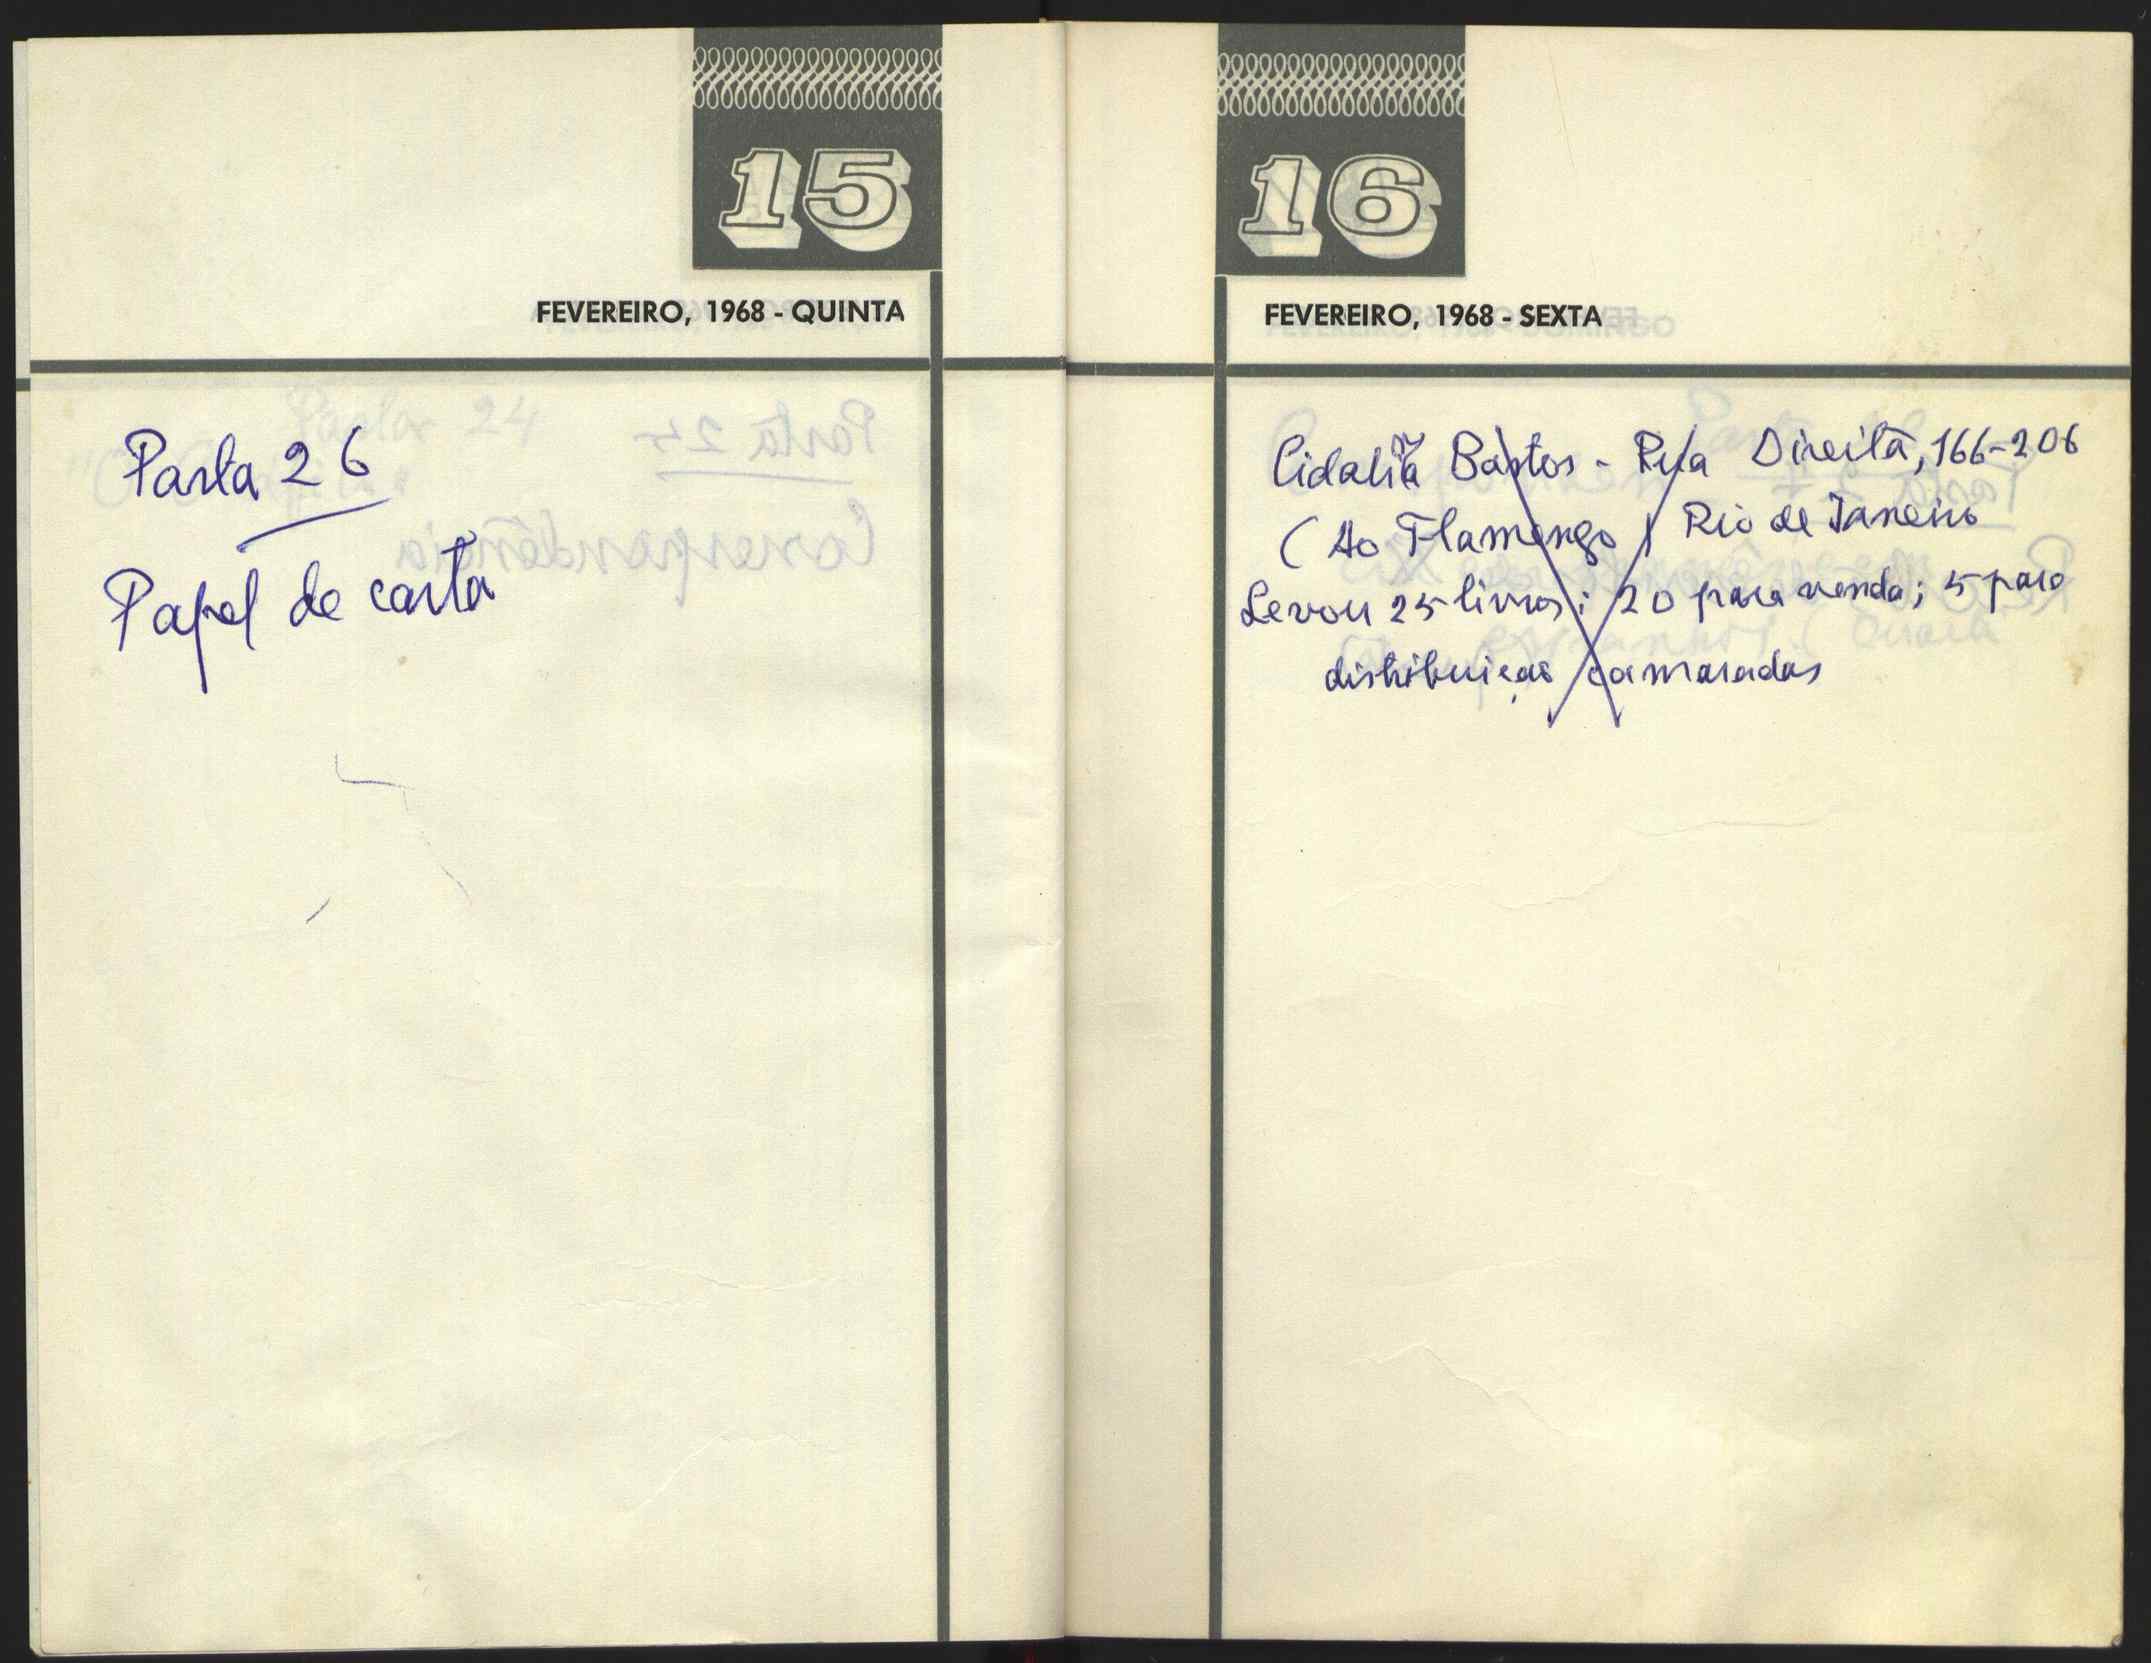 15
FEVEREIRO, 1968 - QUINTA
Pasta 26
Papel de carta
16
FEVEREIRO, 1968 - SEXTA
Cidalia Bastos - Rua Direita, 166-206
(Ao Flamengo) Rio de Janeiro
Levou 25 livros: 20 para venda; 5 para
distribuição camaradas